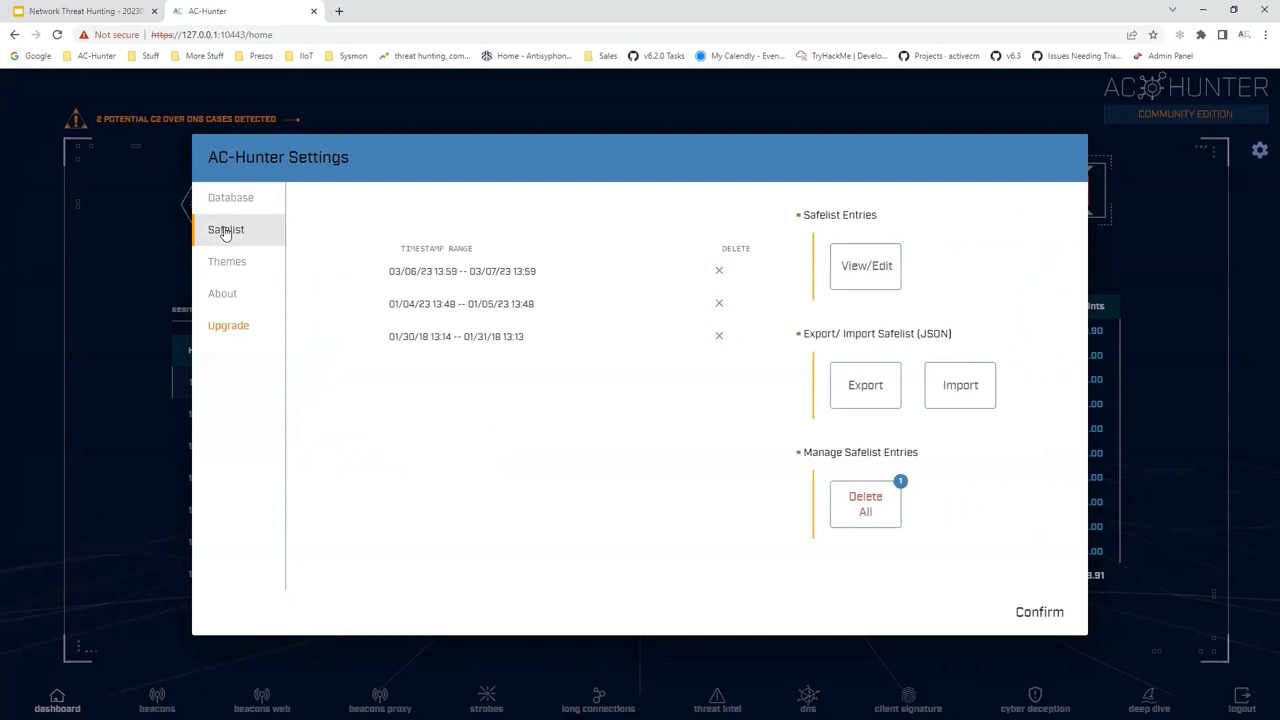 Network Threat Hunting - 20230
AC-Hunter
Not secure
https://127.0.0.1:10443/home
Google
AC-Hunter
Stuff
More Stuff
Presos
IIoT
Sysmon
threat hunting, com...
Home - Antisyphon...
Sales
v6.2.0 Tasks
My Calendly - Even...
TryHackMe | Develo...
Projects · activecm
v6.3
Issues Needing Tria...
Admin Panel
AC HUNTER
COMMUNITY EDITION
2 POTENTIAL C2 OVER DNS CASES DETECTED
AC-Hunter Settings
Database
Safelist
Themes
About
Upgrade
TIMESTAMP RANGE
DELETE
03/06/23 13:59 -- 03/07/23 13:59
01/04/23 13:48 -- 01/05/23 13:48
01/30/18 13:14 -- 01/31/18 13:13
Safelist Entries
View/Edit
Export/ Import Safelist (JSON)
Export
Import
Manage Safelist Entries
1
Delete
All
Confirm
dashboard
beacons
beacons web
beacons proxy
strobes
long connections
threat intel
dns
client signature
cyber deception
deep dive
logout